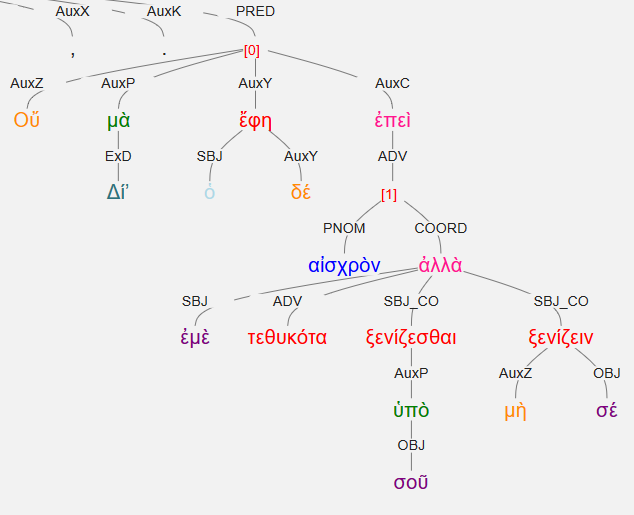 AuxX AuxK PRED
, . [0]
AuxZ AuxP AuxY AuxC
Οὔ μὰ ἔφη ἐπεὶ
ExD SBJ AuxY ADV
Δί’ ὁ δέ [1]
PNOM COORD
αἰσχρὸν ἀλλὰ
SBJ ADV SBJ_CO SBJ_CO
ἐμὲ τεθυκότα ξενίζεσθαι ξενίζειν
AuxP AuxZ OBJ
ὑπὸ μὴ σέ
OBJ
σοῦ